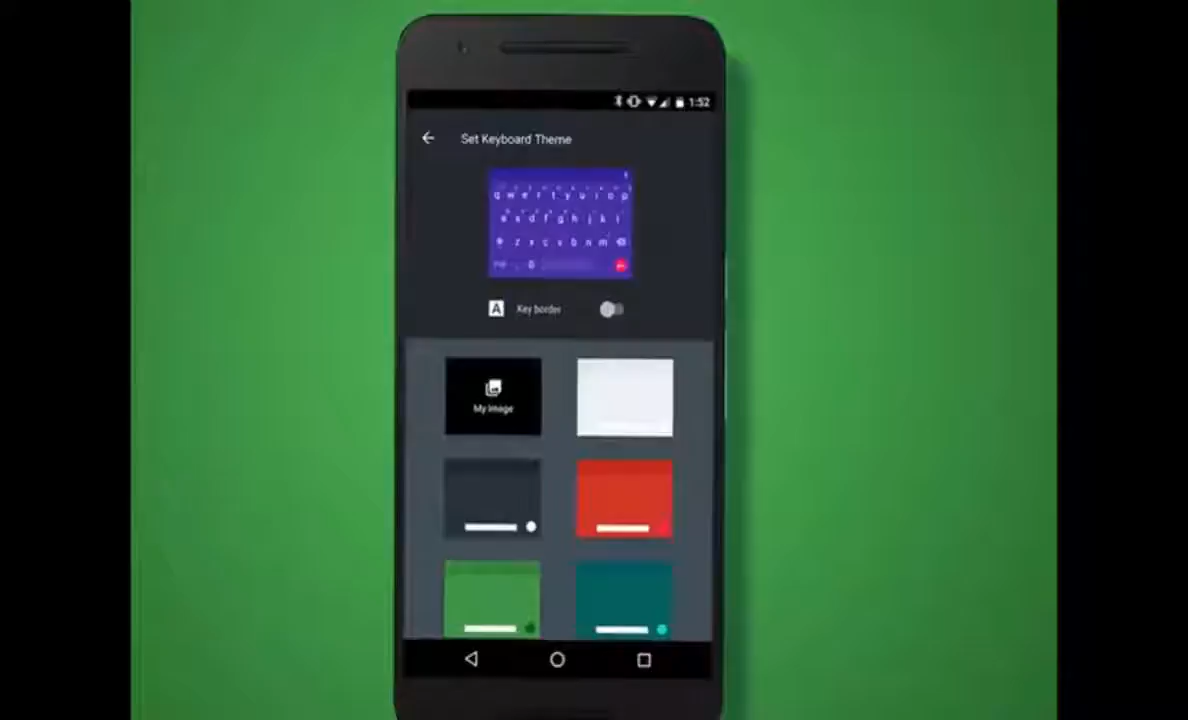 1:52
Set Keyboard Theme
q w e r t y u i o p
a s d f g h j k l
z x c v b n m
A Key border
My Image